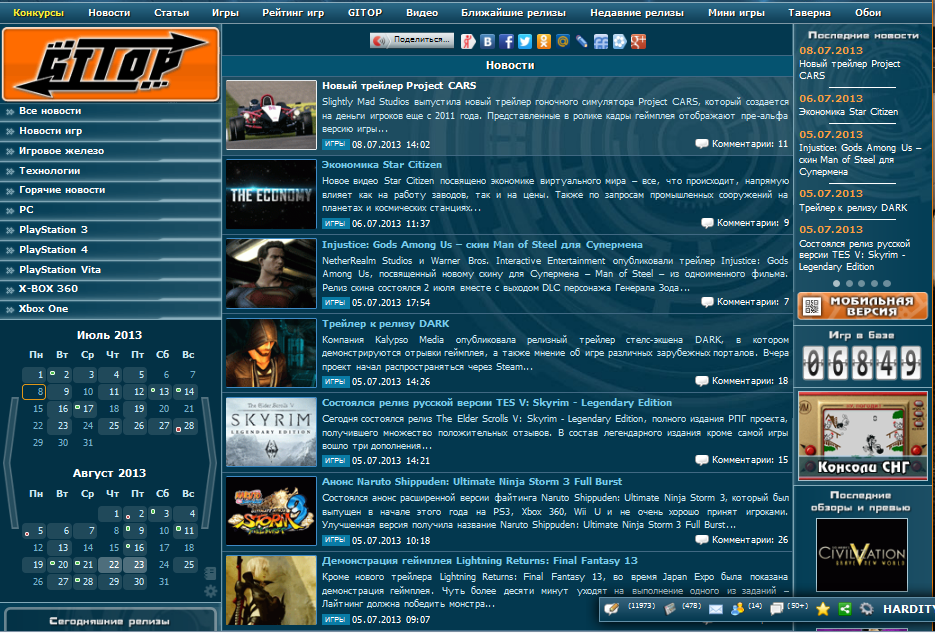 Конкурсы Новости Статьи Игры Рейтинг игр GITOP Видео Ближайшие релизы Недавние релизы Мини игры Таверна Обои
GITOP
Все новости
Новости игр
Игровое железо
Технологии
Горячие новости
PC
PlayStation 3
PlayStation 4
PlayStation Vita
X-BOX 360
Xbox One
Июль 2013
Пн Вт Ср Чт Пт Сб Вс
1 2 3 4 5 6 7
8 9 10 11 12 13 14
15 16 17 18 19 20 21
22 23 24 25 26 27 28
29 30 31
Август 2013
Пн Вт Ср Чт Пт Сб Вс
1 2 3 4
5 6 7 8 9 10 11
12 13 14 15 16 17 18
19 20 21 22 23 24 25
26 27 28 29 30 31
Сегодняшние релизы
Поделиться...
Новости
Новый трейлер Project CARS
Slightly Mad Studios выпустила новый трейлер гоночного симулятора Project CARS, который создается
на деньги игроков еще с 2011 года. Представленные в ролике кадры геймплея отображают пре-альфа
версию игры...
ИГРЫ 08.07.2013 14:02 Комментарии: 11
THE ECONOMY
Экономика Star Citizen
Новое видео Star Citizen посвящено экономике виртуального мира – все, что происходит, напрямую
влияет как на работу заводов, так и на цены. Также по запросам промышленных сооружений на
планетах и космических станциях...
ИГРЫ 06.07.2013 11:37 Комментарии: 9
Injustice: Gods Among Us – скин Man of Steel для Супермена
NetherRealm Studios и Warner Bros. Interactive Entertainment опубликовали трейлер Injustice: Gods
Among Us, посвященный новому скину для Супермена – Man of Steel – из одноименного фильма.
Релиз скина состоялся 2 июля вместе с выходом DLC персонажа Генерала Зода...
ИГРЫ 05.07.2013 17:54 Комментарии: 7
Трейлер к релизу DARK
Компания Kalypso Media опубликовала релизный трейлер стелс-экшена DARK, в котором
демонстрируются отрывки геймплея, а также мнение об игре различных зарубежных порталов. Вчера
проект начал распространяться через Steam...
ИГРЫ 05.07.2013 14:26 Комментарии: 18
The Elder Scrolls V
SKYRIM
LEGENDARY EDITION
Состоялся релиз русской версии TES V: Skyrim - Legendary Edition
Сегодня состоялся релиз The Elder Scrolls V: Skyrim - Legendary Edition, полного издания РПГ проекта,
получившего множество положительных отзывов. В состав легендарного издания кроме самой игры
вошло три дополнения...
ИГРЫ 05.07.2013 14:21 Комментарии: 15
Анонс Naruto Shippuden: Ultimate Ninja Storm 3 Full Burst
Состоялся анонс расширенной версии файтинга Naruto Shippuden: Ultimate Ninja Storm 3, который был
выпущен в начале этого года на PS3, Xbox 360, Wii U и не очень хорошо принят игроками.
Улучшенная версия получила название Naruto Shippuden: Ultimate Ninja Storm 3 Full Burst...
ИГРЫ 05.07.2013 10:18 Комментарии: 26
Демонстрация геймплея Lightning Returns: Final Fantasy 13
Кроме нового трейлера Lightning Returns: Final Fantasy 13, во время Japan Expo была показана
демонстрация геймплея. Чуть более десяти минут уходят на выполнение одного из заданий –
Лайтнинг должна победить монстра...
ИГРЫ 05.07.2013 09:07
Последние новости
08.07.2013
Новый трейлер Project
CARS
06.07.2013
Экономика Star Citizen
05.07.2013
Injustice: Gods Among Us –
скин Man of Steel для
Супермена
05.07.2013
Трейлер к релизу DARK
05.07.2013
Состоялся релиз русской
версии TES V: Skyrim -
Legendary Edition
МОБИЛЬНАЯ
ВЕРСИЯ
Игр в Базе
06849
Консоли СНГ
Последние
обзоры и превью
CIVILIZATION
BRAVE NEW WORLD
(11973) (478) (14) (50+) HARDITY